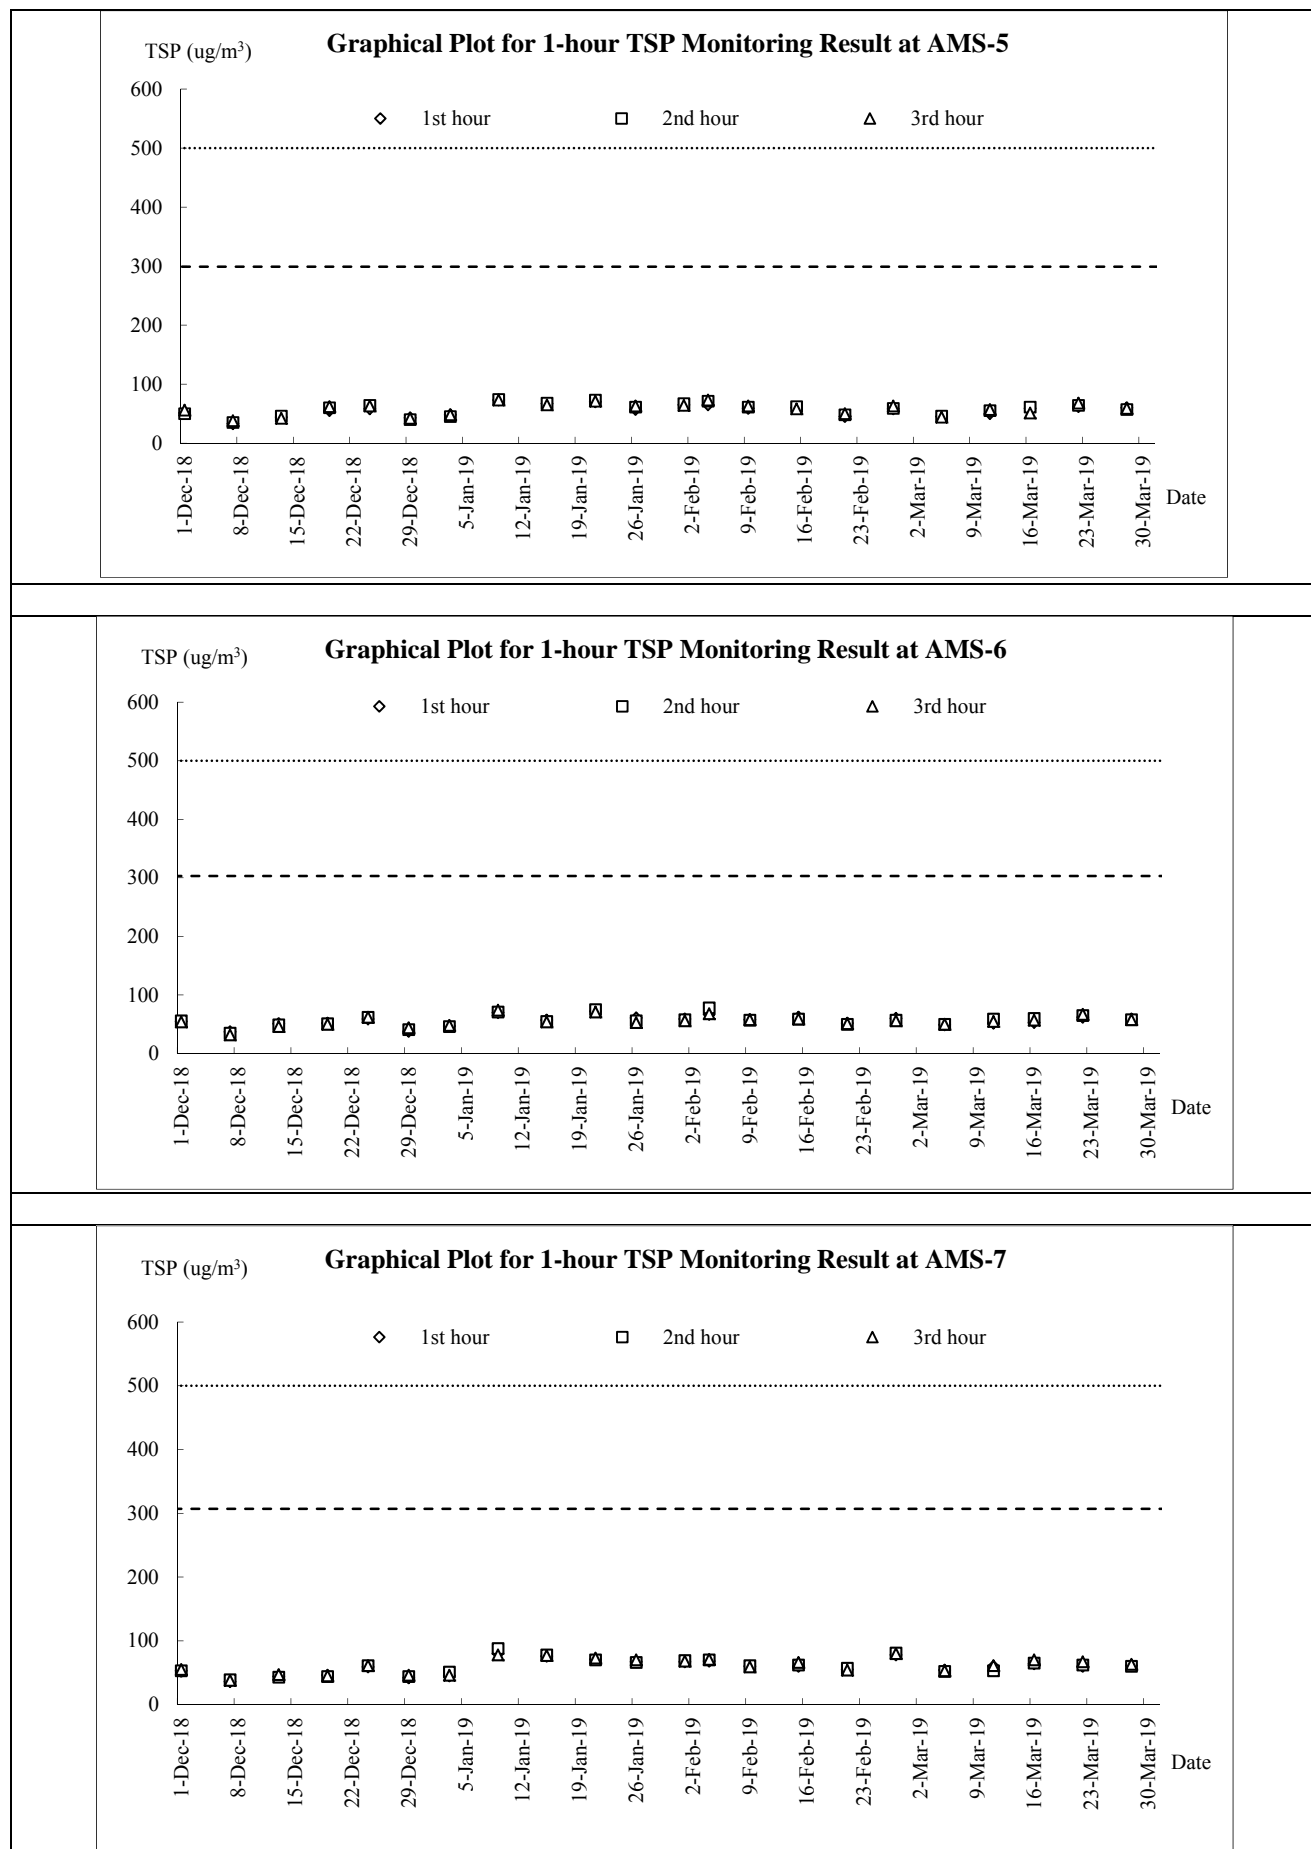 Graphical Plot for 1-hour TSP Monitoring Result at AMS-5
TSP (ug/m³)
600
1st hour 2nd hour 3rd hour
500
400
300
200
100
0
1-Dec-18 8-Dec-18 15-Dec-18 22-Dec-18 29-Dec-18 5-Jan-19 12-Jan-19 19-Jan-19 26-Jan-19 2-Feb-19 9-Feb-19 16-Feb-19 23-Feb-19 2-Mar-19 9-Mar-19 16-Mar-19 23-Mar-19 30-Mar-19
Date
Graphical Plot for 1-hour TSP Monitoring Result at AMS-6
TSP (ug/m³)
600
1st hour 2nd hour 3rd hour
500
400
300
200
100
0
1-Dec-18 8-Dec-18 15-Dec-18 22-Dec-18 29-Dec-18 5-Jan-19 12-Jan-19 19-Jan-19 26-Jan-19 2-Feb-19 9-Feb-19 16-Feb-19 23-Feb-19 2-Mar-19 9-Mar-19 16-Mar-19 23-Mar-19 30-Mar-19
Date
Graphical Plot for 1-hour TSP Monitoring Result at AMS-7
TSP (ug/m³)
600
1st hour 2nd hour 3rd hour
500
400
300
200
100
0
1-Dec-18 8-Dec-18 15-Dec-18 22-Dec-18 29-Dec-18 5-Jan-19 12-Jan-19 19-Jan-19 26-Jan-19 2-Feb-19 9-Feb-19 16-Feb-19 23-Feb-19 2-Mar-19 9-Mar-19 16-Mar-19 23-Mar-19 30-Mar-19
Date